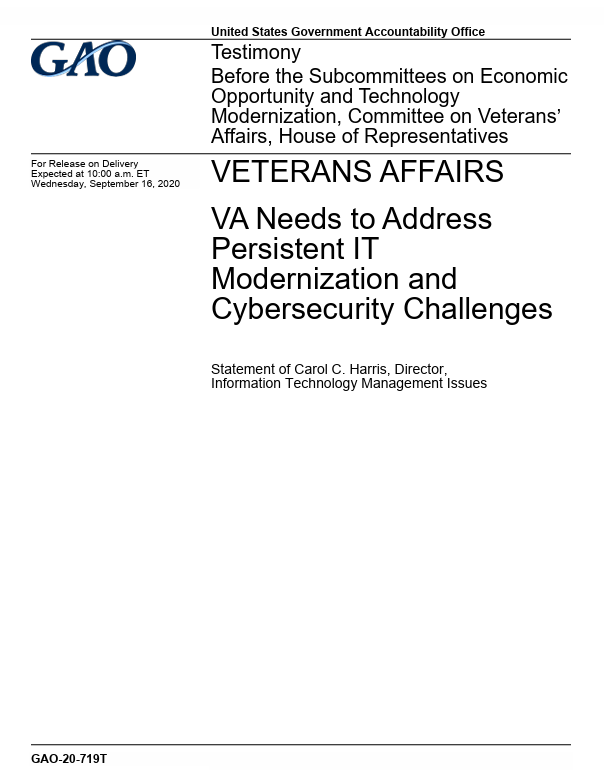 United States Government Accountability Office
GAO
Testimony
Before the Subcommittees on Economic
Opportunity and Technology
Modernization, Committee on Veterans’
Affairs, House of Representatives
For Release on Delivery
Expected at 10:00 a.m. ET
Wednesday, September 16, 2020
VETERANS AFFAIRS
VA Needs to Address
Persistent IT
Modernization and
Cybersecurity Challenges
Statement of Carol C. Harris, Director,
Information Technology Management Issues
GAO-20-719T